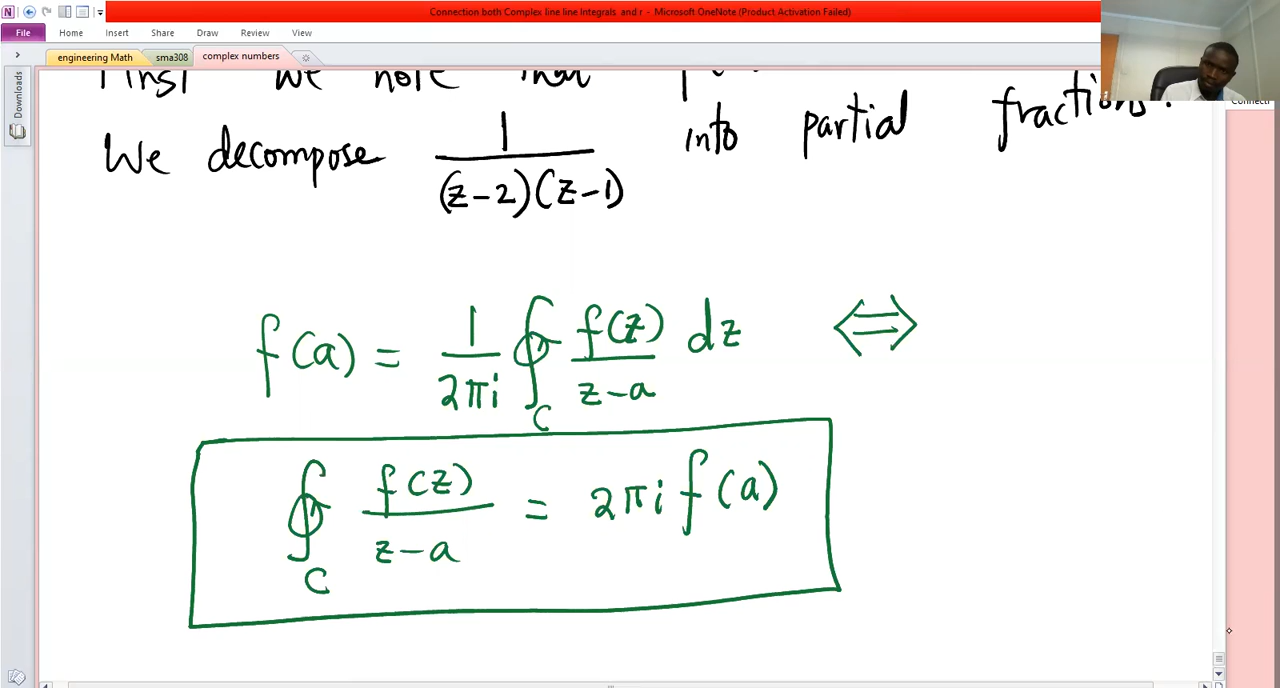 Connection both Complex line line Integrals and r - Microsoft OneNote (Product Activation Failed)
File Home Insert Share Draw Review View
engineering Math sma308 complex numbers
Downloads
First we note that
We decompose 1/((z-2)(z-1)) into partial fractions.
f(a) = 1/(2πi) ∮_C f(z)/(z-a) dz ⟺
∮_C f(z)/(z-a) = 2πi f(a)